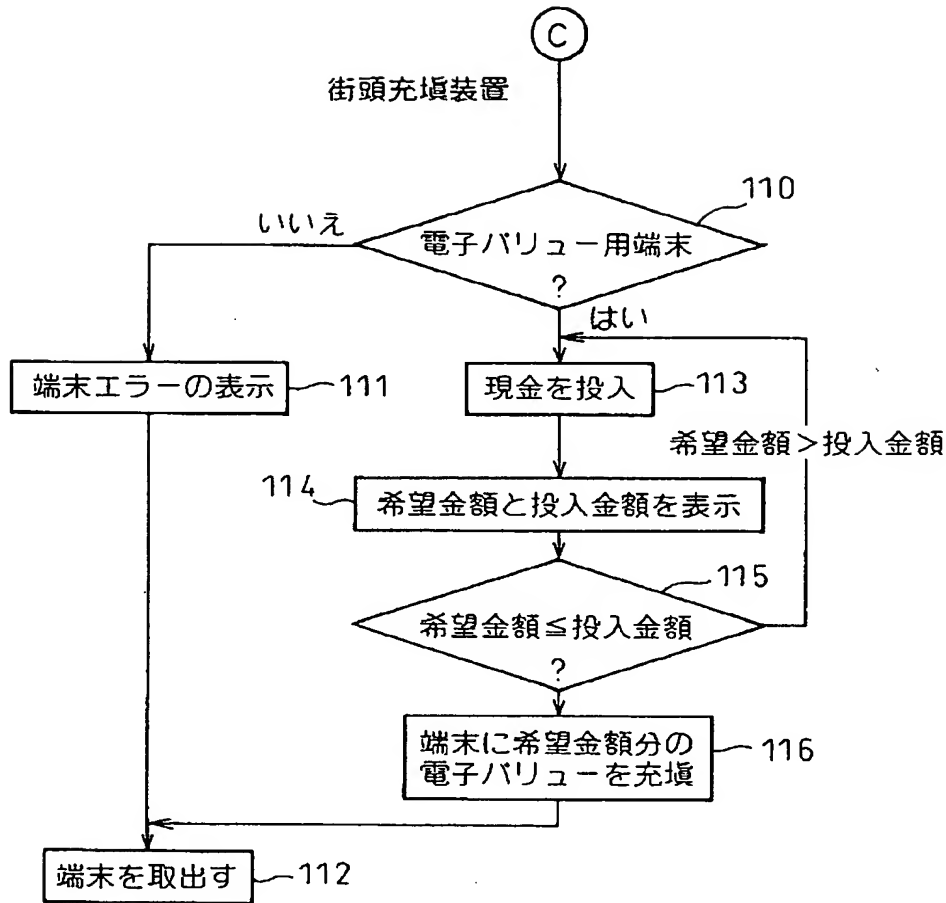 C
街頭充塡装置
110
いいえ
電子バリュー用端末
?
はい
端末エラーの表示
111
現金を投入
113
希望金額>投入金額
114
希望金額と投入金額を表示
115
希望金額≦投入金額
?
端末に希望金額分の
電子バリューを充塡
116
端末を取出す
112